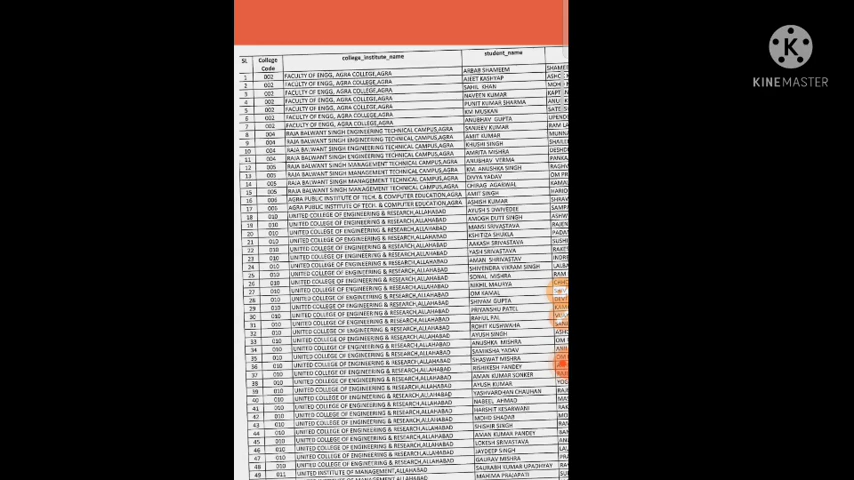 K
KINEMASTER
SL College Code college_institute_name student_name
1 002 FACULTY OF ENGG, AGRA COLLEGE,AGRA ARBAB SHAMEEM SHAMEE
2 002 FACULTY OF ENGG, AGRA COLLEGE,AGRA AJEET KASHYAP
3 002 FACULTY OF ENGG, AGRA COLLEGE,AGRA SAHIL KHAN
4 002 FACULTY OF ENGG, AGRA COLLEGE,AGRA NAVEEN KUMAR
5 002 FACULTY OF ENGG, AGRA COLLEGE,AGRA PUNIT KUMAR SHARMA
6 002 FACULTY OF ENGG, AGRA COLLEGE,AGRA KM MUSKAN
7 002 FACULTY OF ENGG, AGRA COLLEGE,AGRA ANUBHAV GUPTA
8 004 RAJA BALWANT SINGH ENGINEERING TECHNICAL CAMPUS,AGRA SANJEEV KUMAR
9 004 RAJA BALWANT SINGH ENGINEERING TECHNICAL CAMPUS,AGRA AMIT KUMAR
10 004 RAJA BALWANT SINGH ENGINEERING TECHNICAL CAMPUS,AGRA KHUSHI SINGH
11 004 RAJA BALWANT SINGH ENGINEERING TECHNICAL CAMPUS,AGRA AMRITA MISHRA
12 005 RAJA BALWANT SINGH MANAGEMENT TECHNICAL CAMPUS,AGRA ANUBHAV VERMA
13 005 RAJA BALWANT SINGH MANAGEMENT TECHNICAL CAMPUS,AGRA KM. ANUSHKA SINGH
14 005 RAJA BALWANT SINGH MANAGEMENT TECHNICAL CAMPUS,AGRA DIVYA YADAV
15 005 RAJA BALWANT SINGH MANAGEMENT TECHNICAL CAMPUS,AGRA CHIRAG AGARWAL
16 006 AGRA PUBLIC INSTITUTE OF TECH. & COMPUTER EDUCATION,AGRA AMIT SINGH
17 006 AGRA PUBLIC INSTITUTE OF TECH. & COMPUTER EDUCATION,AGRA ASHISH KUMAR
18 010 UNITED COLLEGE OF ENGINEERING & RESEARCH,ALLAHABAD AYUSH S DWIVEDEE
19 010 UNITED COLLEGE OF ENGINEERING & RESEARCH,ALLAHABAD AMOGH DUTT SINGH
20 010 UNITED COLLEGE OF ENGINEERING & RESEARCH,ALLAHABAD MANSI SRIVASTAVA
21 010 UNITED COLLEGE OF ENGINEERING & RESEARCH,ALLAHABAD KSHITIZA SHUKLA
22 010 UNITED COLLEGE OF ENGINEERING & RESEARCH,ALLAHABAD AAKASH SRIVASTAVA
23 010 UNITED COLLEGE OF ENGINEERING & RESEARCH,ALLAHABAD YASH SRIVASTAVA
24 010 UNITED COLLEGE OF ENGINEERING & RESEARCH,ALLAHABAD AMAN SHRIVASTAV
25 010 UNITED COLLEGE OF ENGINEERING & RESEARCH,ALLAHABAD SHIVENDRA VIKRAM SINGH
26 010 UNITED COLLEGE OF ENGINEERING & RESEARCH,ALLAHABAD SONAL MISHRA
27 010 UNITED COLLEGE OF ENGINEERING & RESEARCH,ALLAHABAD NIKHIL MAURYA
28 010 UNITED COLLEGE OF ENGINEERING & RESEARCH,ALLAHABAD OM KAMAL
29 010 UNITED COLLEGE OF ENGINEERING & RESEARCH,ALLAHABAD SHIVAM GUPTA
30 010 UNITED COLLEGE OF ENGINEERING & RESEARCH,ALLAHABAD PRIYANSHU PATEL
31 010 UNITED COLLEGE OF ENGINEERING & RESEARCH,ALLAHABAD RAHUL PAL
32 010 UNITED COLLEGE OF ENGINEERING & RESEARCH,ALLAHABAD ROHIT KUSHWAHA
33 010 UNITED COLLEGE OF ENGINEERING & RESEARCH,ALLAHABAD AYUSH SINGH
34 010 UNITED COLLEGE OF ENGINEERING & RESEARCH,ALLAHABAD ANUSHKA MISHRA
35 010 UNITED COLLEGE OF ENGINEERING & RESEARCH,ALLAHABAD SAMIKSHA YADAV
36 010 UNITED COLLEGE OF ENGINEERING & RESEARCH,ALLAHABAD SHASWAT MISHRA
37 010 UNITED COLLEGE OF ENGINEERING & RESEARCH,ALLAHABAD RISHIKESH PANDEY
38 010 UNITED COLLEGE OF ENGINEERING & RESEARCH,ALLAHABAD AMAN KUMAR SONKER
39 010 UNITED COLLEGE OF ENGINEERING & RESEARCH,ALLAHABAD AYUSH KUMAR
40 010 UNITED COLLEGE OF ENGINEERING & RESEARCH,ALLAHABAD YASHVARDHAN CHAUHAN
41 010 UNITED COLLEGE OF ENGINEERING & RESEARCH,ALLAHABAD NABEEL AHMAD
42 010 UNITED COLLEGE OF ENGINEERING & RESEARCH,ALLAHABAD HARSHIT KESARWANI
43 010 UNITED COLLEGE OF ENGINEERING & RESEARCH,ALLAHABAD MOHD SHADAB
44 010 UNITED COLLEGE OF ENGINEERING & RESEARCH,ALLAHABAD SHISHIR SINGH
45 010 UNITED COLLEGE OF ENGINEERING & RESEARCH,ALLAHABAD AMAN KUMAR PANDEY
46 010 UNITED COLLEGE OF ENGINEERING & RESEARCH,ALLAHABAD LOKESH SRIVASTAVA
47 010 UNITED COLLEGE OF ENGINEERING & RESEARCH,ALLAHABAD JAYDEEP SINGH
48 010 UNITED COLLEGE OF ENGINEERING & RESEARCH,ALLAHABAD GAURAV MISHRA
49 011 UNITED INSTITUTE OF MANAGEMENT,ALLAHABAD SAURABH KUMAR UPADHYAY
MAHIMA PRAJAPATI